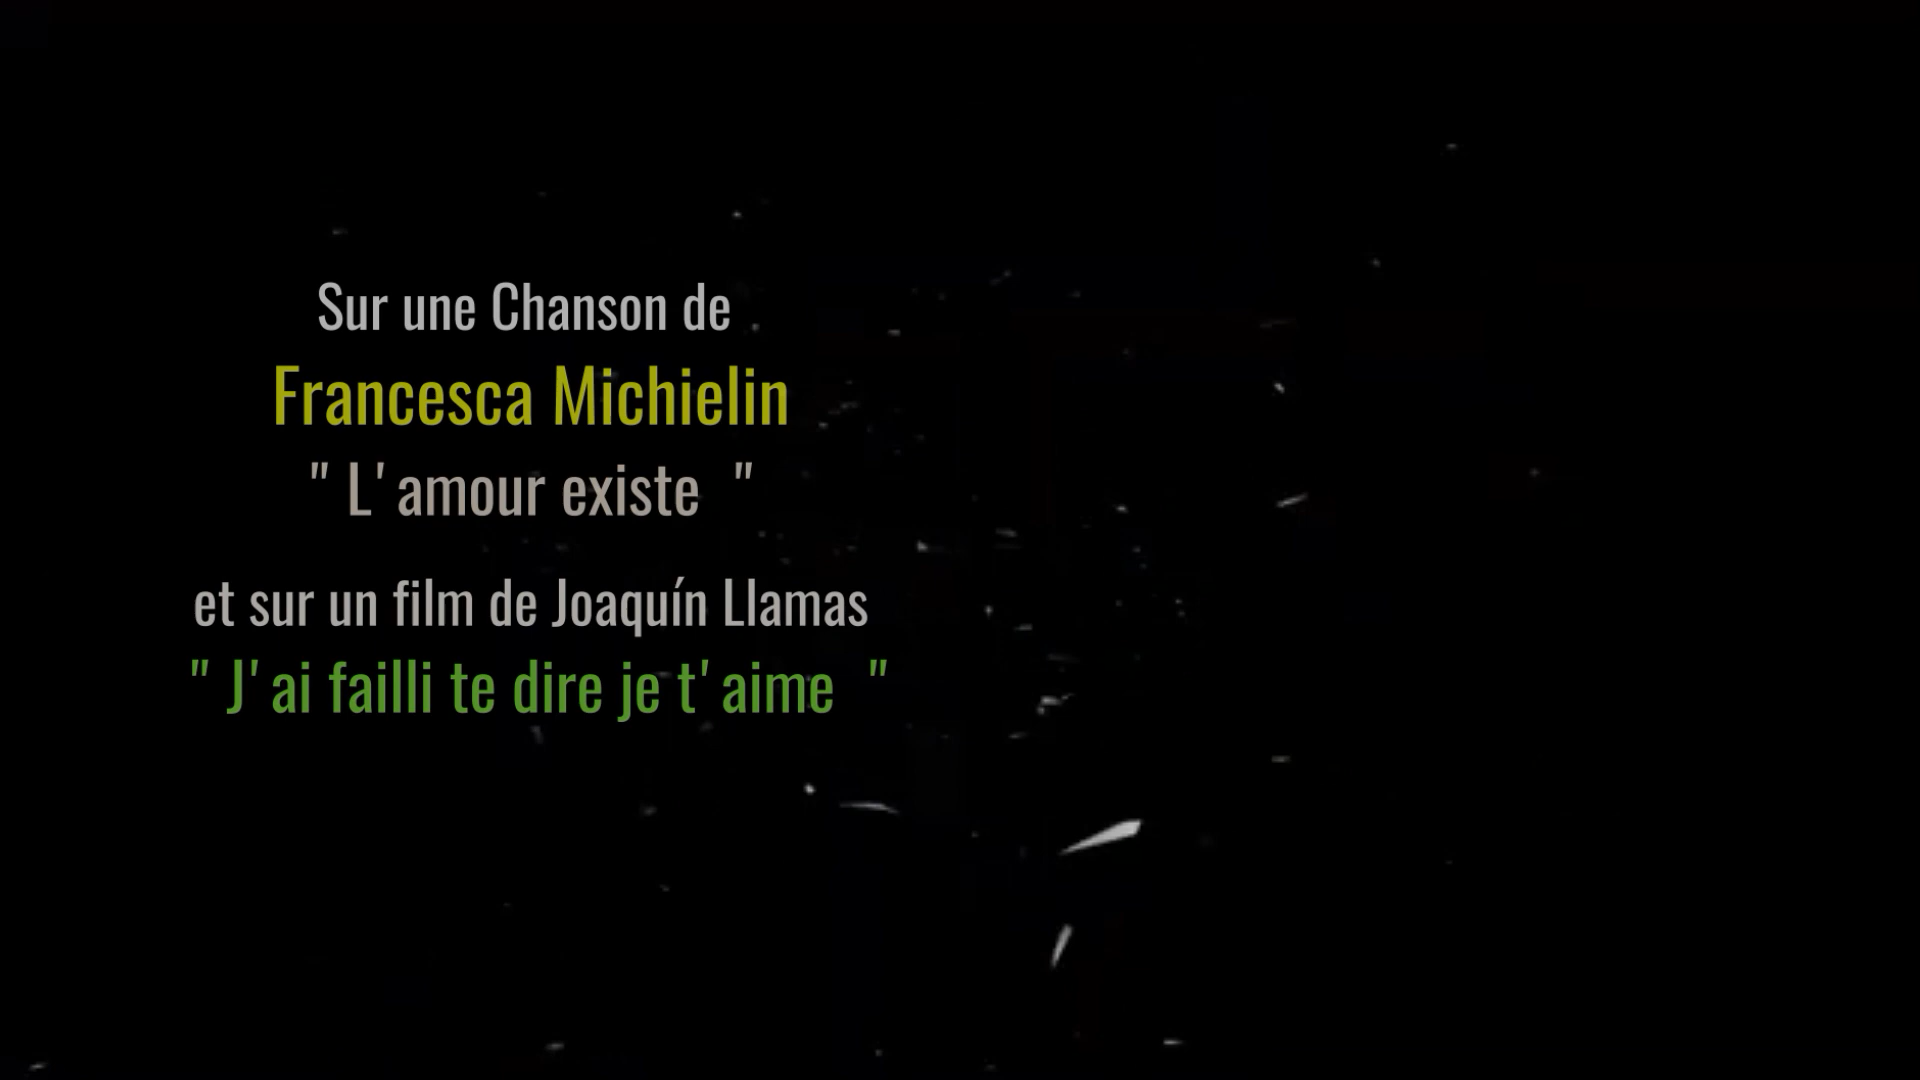 Sur une Chanson de
Francesca Michielin
" L'amour existe "
et sur un film de Joaquín Llamas
" J'ai failli te dire je t'aime "